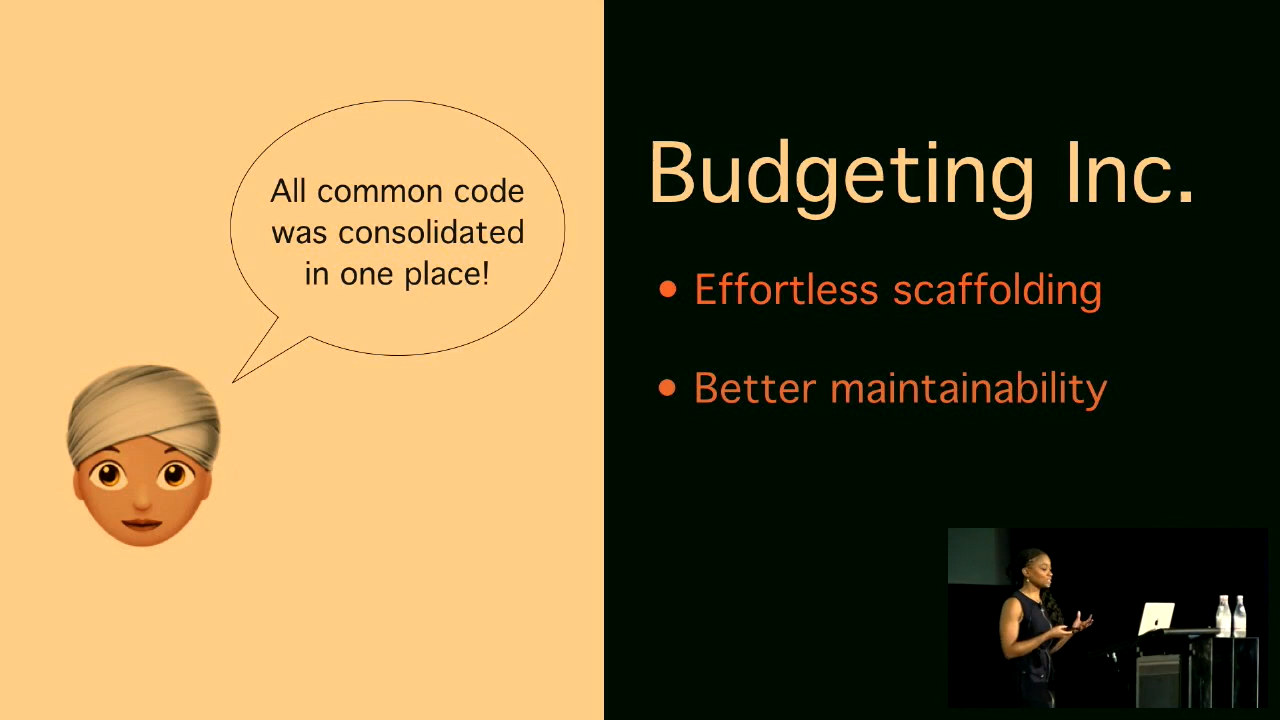 All common code
was consolidated
in one place!
Budgeting Inc.
• Effortless scaffolding
• Better maintainability